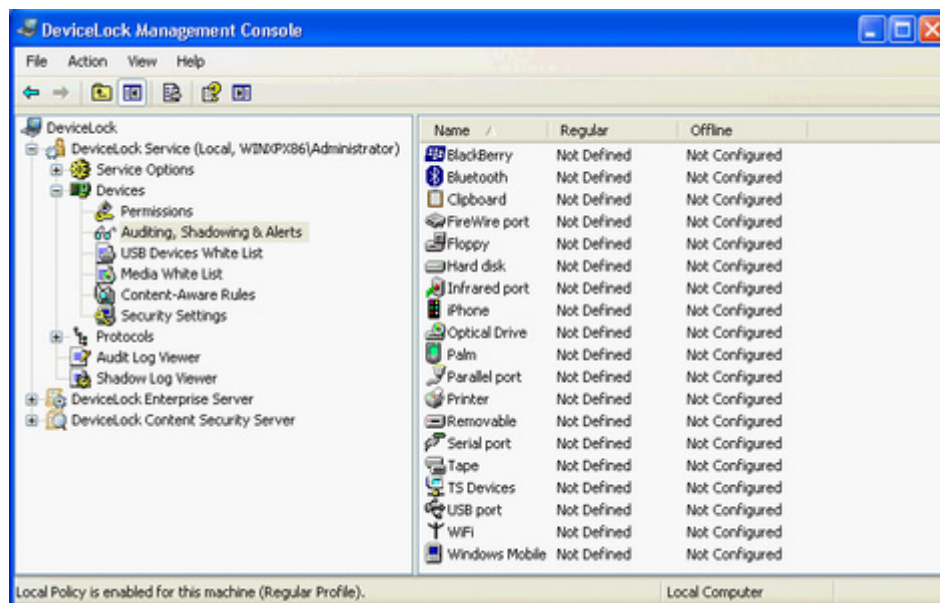 DeviceLock Management Console
File Action View Help
DeviceLock
DeviceLock Service (Local, WINXPX86\Administrator)
Service Options
Devices
Permissions
Auditing, Shadowing & Alerts
USB Devices White List
Media White List
Content-Aware Rules
Security Settings
Protocols
Audit Log Viewer
Shadow Log Viewer
DeviceLock Enterprise Server
DeviceLock Content Security Server
Name Regular Offline
BlackBerry Not Defined Not Configured
Bluetooth Not Defined Not Configured
Clipboard Not Defined Not Configured
FireWire port Not Defined Not Configured
Floppy Not Defined Not Configured
Hard disk Not Defined Not Configured
Infrared port Not Defined Not Configured
iPhone Not Defined Not Configured
Optical Drive Not Defined Not Configured
Palm Not Defined Not Configured
Parallel port Not Defined Not Configured
Printer Not Defined Not Configured
Removable Not Defined Not Configured
Serial port Not Defined Not Configured
Tape Not Defined Not Configured
TS Devices Not Defined Not Configured
USB port Not Defined Not Configured
WiFi Not Defined Not Configured
Windows Mobile Not Defined Not Configured
Local Policy is enabled for this machine (Regular Profile). Local Computer